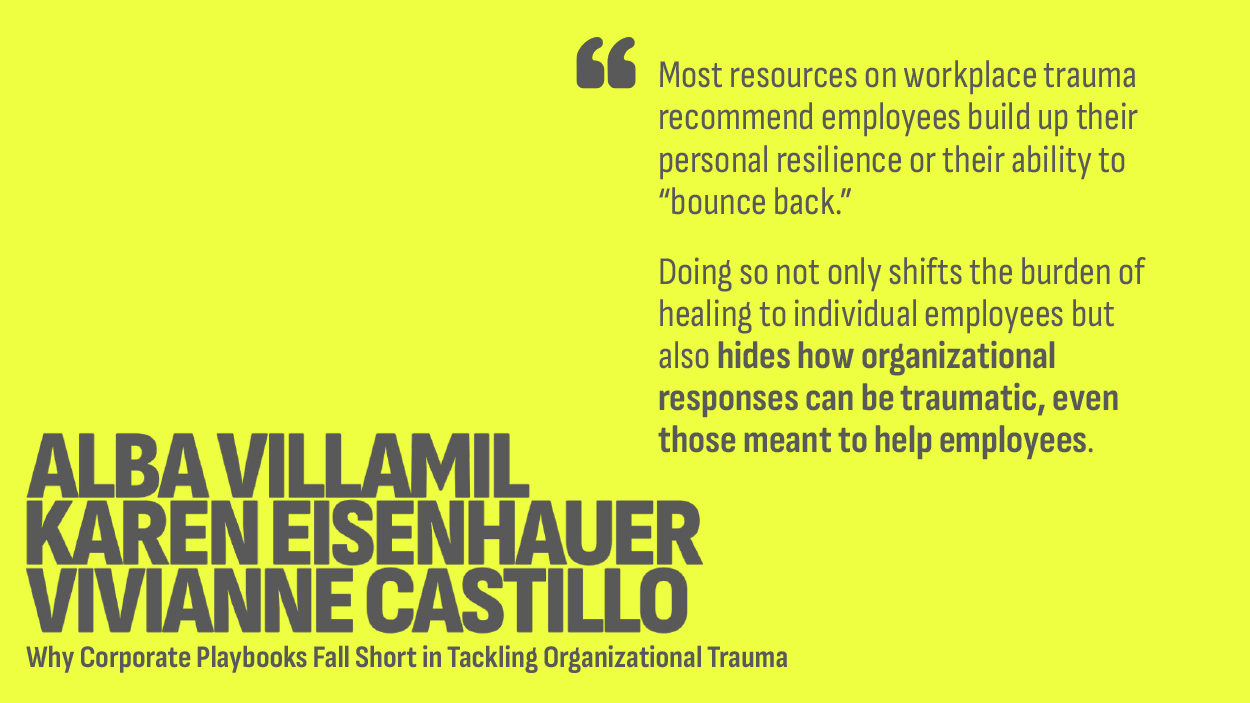 “
Most resources on workplace trauma
recommend employees build up their
personal resilience or their ability to
“bounce back.”
Doing so not only shifts the burden of
healing to individual employees but
also hides how organizational
responses can be traumatic, even
those meant to help employees.
ALBA VILLAMIL
KAREN EISENHAUER
VIVIANNE CASTILLO
Why Corporate Playbooks Fall Short in Tackling Organizational Trauma